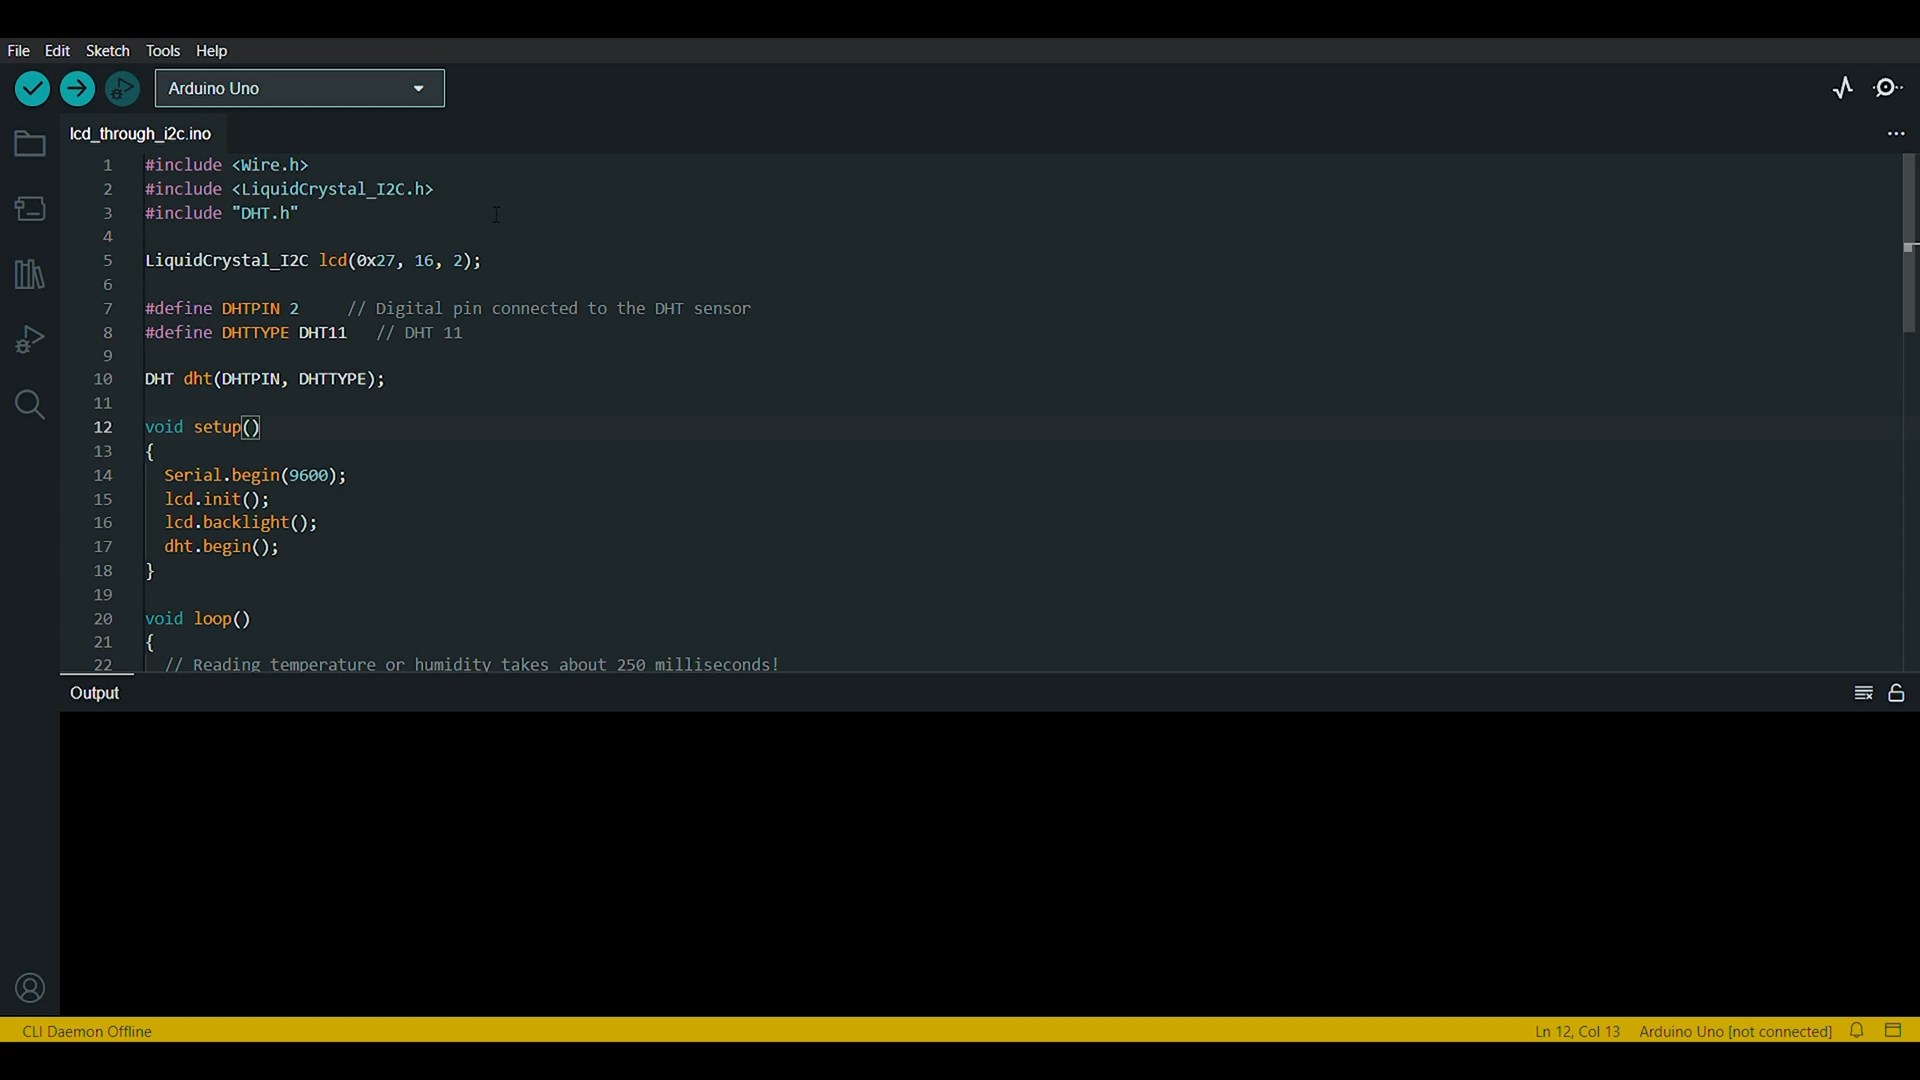 File Edit Sketch Tools Help
Arduino Uno
lcd_through_i2c.ino
1 #include <Wire.h>
2 #include <LiquidCrystal_I2C.h>
3 #include "DHT.h"
4
5 LiquidCrystal_I2C lcd(0x27, 16, 2);
6
7 #define DHTPIN 2 // Digital pin connected to the DHT sensor
8 #define DHTTYPE DHT11 // DHT 11
9
10 DHT dht(DHTPIN, DHTTYPE);
11
12 void setup()
13 {
14 Serial.begin(9600);
15 lcd.init();
16 lcd.backlight();
17 dht.begin();
18 }
19
20 void loop()
21 {
22 // Reading temperature or humidity takes about 250 milliseconds!
Output
CLI Daemon Offline
Ln 12, Col 13 Arduino Uno [not connected]